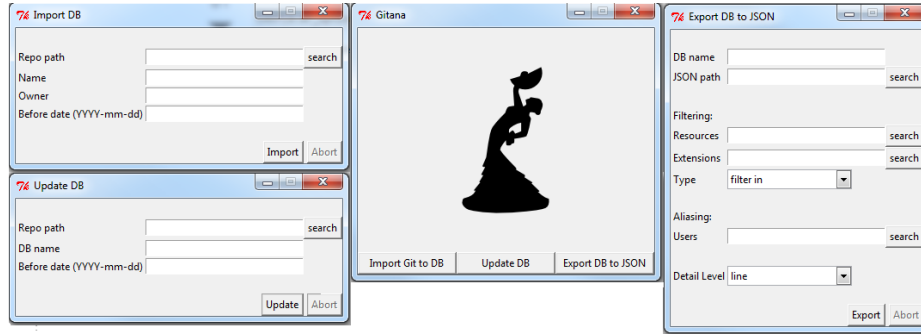 Import DB
Repo path
search
Name
Owner
Before date (YYYY-mm-dd)
Import
Abort
Update DB
Repo path
search
DB name
Before date (YYYY-mm-dd)
Update
Abort
Gitana
Import Git to DB
Update DB
Export DB to JSON
Export DB to JSON
DB name
JSON path
search
Filtering:
Resources
search
Extensions
search
Type
filter in
Aliasing:
Users
search
Detail Level
line
Export
Abort